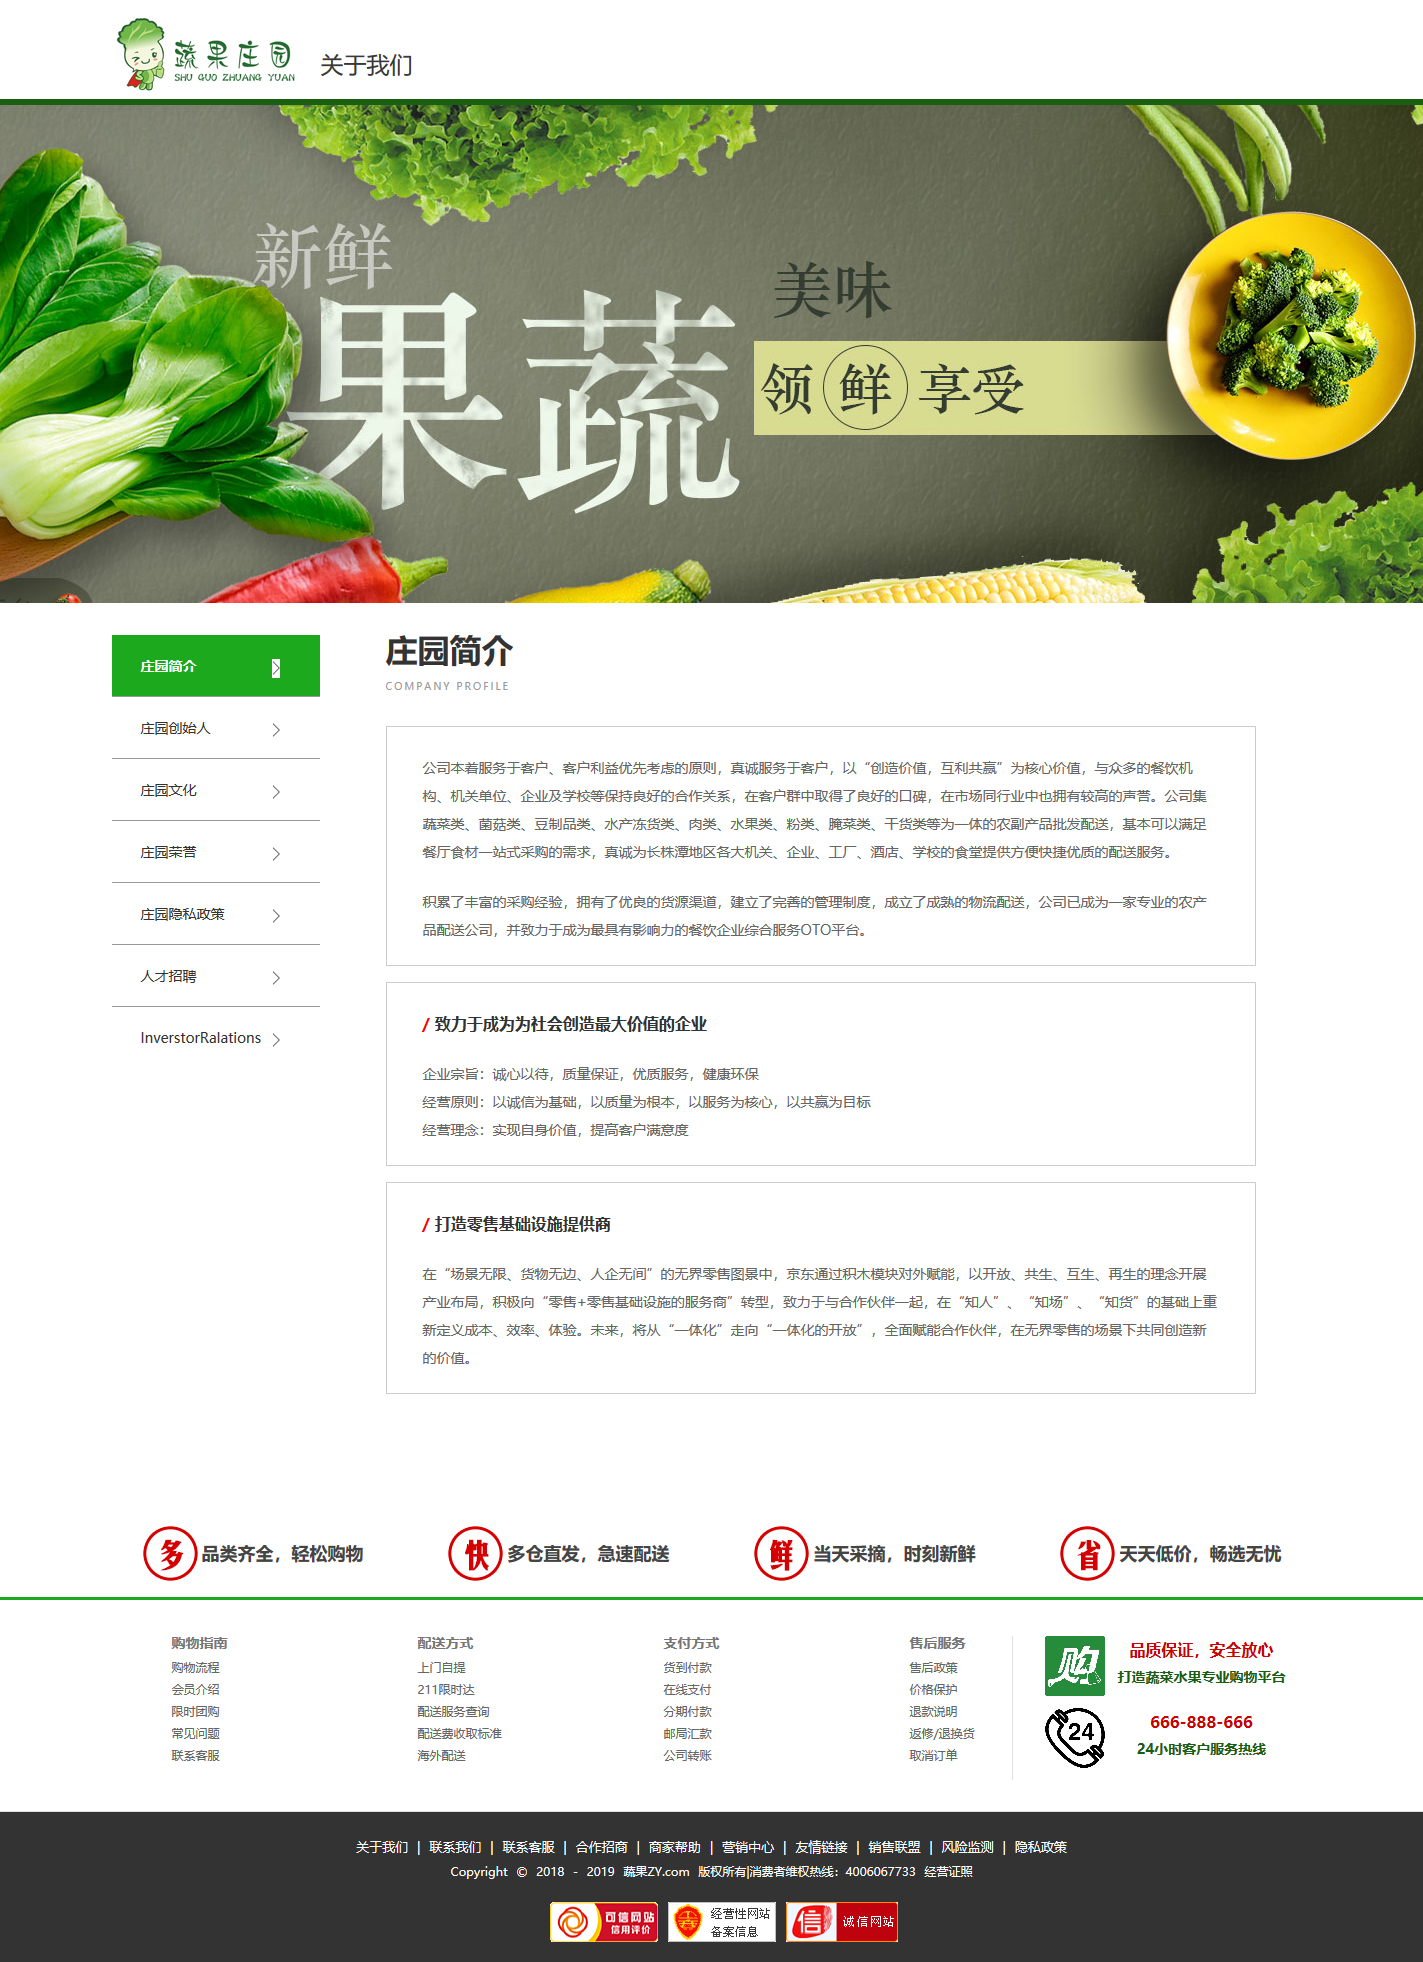 蔬果庄园
SHU GUO ZHUANG YUAN
关于我们
新鲜
果蔬
美味
领鲜享受
庄园简介
庄园创始人
庄园文化
庄园荣誉
庄园隐私政策
人才招聘
InverstorRalations
庄园简介
COMPANY PROFILE
公司本着服务于客户、客户利益优先考虑的原则，真诚服务于客户，以“创造价值，互利共赢”为核心价值，与众多的餐饮机
构、机关单位、企业及学校等保持良好的合作关系，在客户群中取得了良好的口碑，在市场同行业中也拥有较高的声誉。公司集
蔬菜类、菌菇类、豆制品类、水产冻货类、肉类、水果类、粉类、腌菜类、干货类等为一体的农副产品批发配送，基本可以满足
餐厅食材一站式采购的需求，真诚为长株潭地区各大机关、企业、工厂、酒店、学校的食堂提供方便快捷优质的配送服务。
积累了丰富的采购经验，拥有了优良的货源渠道，建立了完善的管理制度，成立了成熟的物流配送，公司已成为一家专业的农产
品配送公司，并致力于成为最具有影响力的餐饮企业综合服务OTO平台。
/ 致力于成为为社会创造最大价值的企业
企业宗旨：诚心以待，质量保证，优质服务，健康环保
经营原则：以诚信为基础，以质量为根本，以服务为核心，以共赢为目标
经营理念：实现自身价值，提高客户满意度
/ 打造零售基础设施提供商
在“场景无限、货物无边、人企无间”的无界零售图景中，京东通过积木模块对外赋能，以开放、共生、互生、再生的理念开展
产业布局，积极向“零售+零售基础设施的服务商”转型，致力于与合作伙伴一起，在“知人”、“知场”、“知货”的基础上重
新定义成本、效率、体验。未来，将从“一体化”走向“一体化的开放”，全面赋能合作伙伴，在无界零售的场景下共同创造新
的价值。
多 品类齐全，轻松购物
快 多仓直发，急速配送
鲜 当天采摘，时刻新鲜
省 天天低价，畅选无忧
购物指南
购物流程
会员介绍
限时团购
常见问题
联系客服
配送方式
上门自提
211限时达
配送服务查询
配送费收取标准
海外配送
支付方式
货到付款
在线支付
分期付款
邮局汇款
公司转账
售后服务
售后政策
价格保护
退款说明
返修/退换货
取消订单
购
品质保证，安全放心
打造蔬菜水果专业购物平台
24
666-888-666
24小时客户服务热线
关于我们 | 联系我们 | 联系客服 | 合作招商 | 商家帮助 | 营销中心 | 友情链接 | 销售联盟 | 风险监测 | 隐私政策
Copyright © 2018 - 2019 蔬果ZY.com 版权所有|消费者维权热线：4006067733 经营证照
可信网站
信用评价
经营性网站
备案信息
信 诚信网站